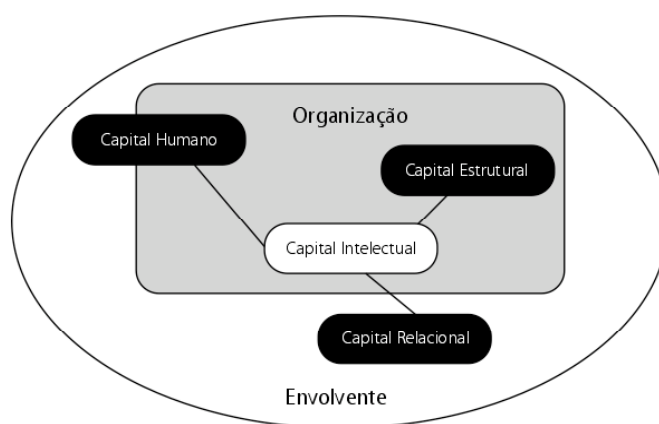 Organização
Capital Humano
Capital Estrutural
Capital Intelectual
Capital Relacional
Envolvente